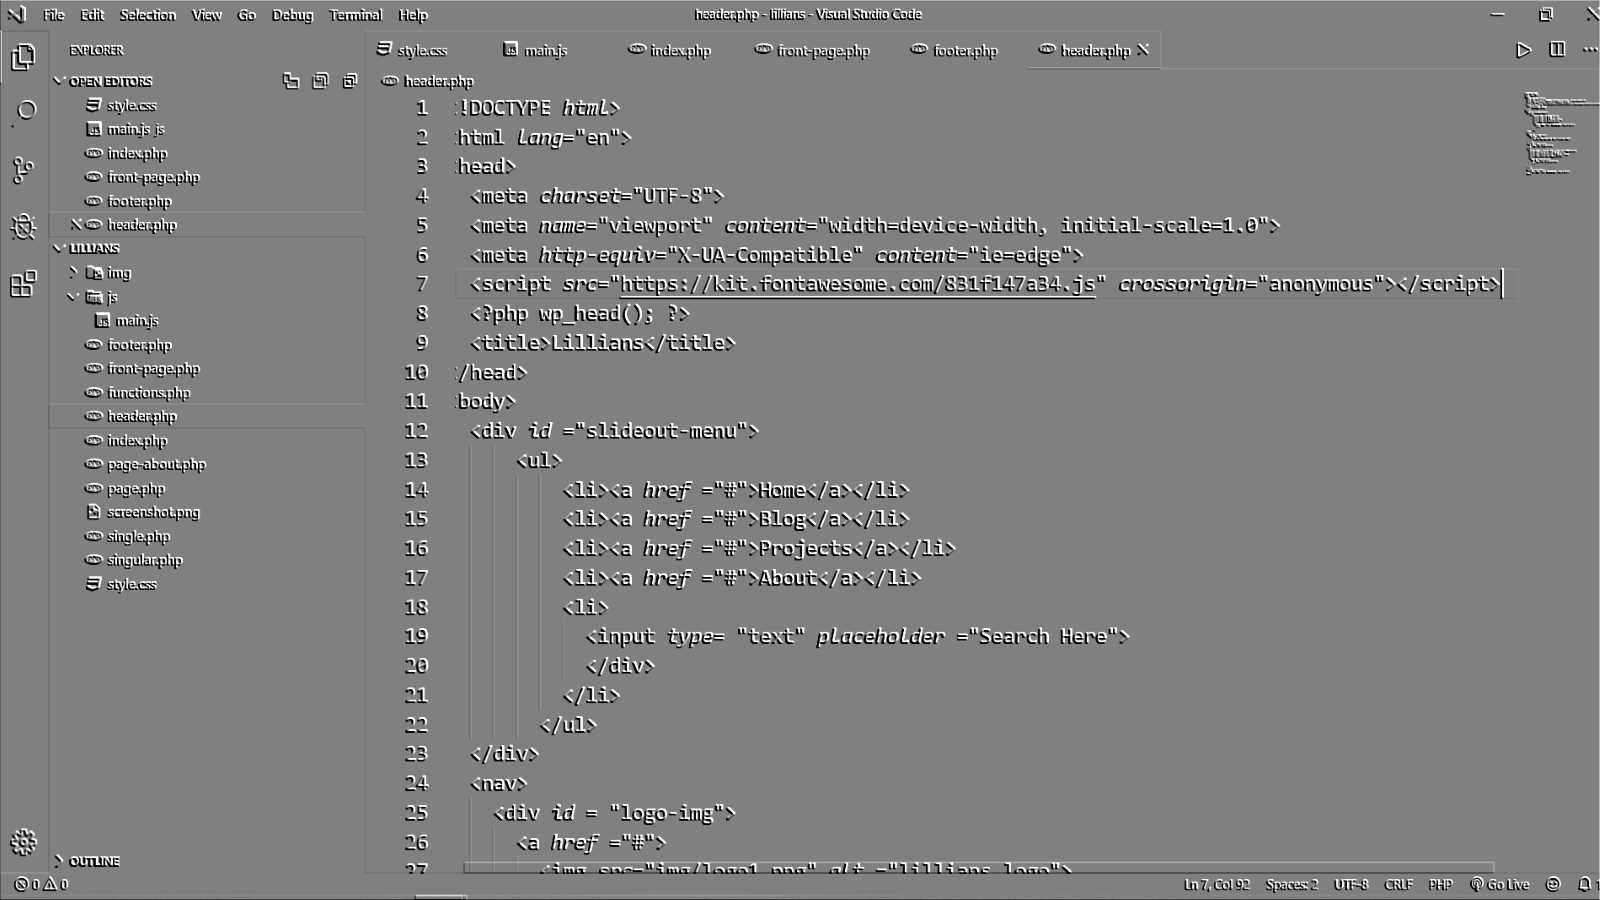 File Edit Selection View Go Debug Terminal Help header.php - lillians - Visual Studio Code
EXPLORER
OPEN EDITORS
style.css
main.js js
index.php
front-page.php
footer.php
header.php
LILLIANS
img
js
main.js
footer.php
front-page.php
functions.php
header.php
index.php
page-about.php
page.php
screenshot.png
single.php
singular.php
style.css
OUTLINE
style.css main.js index.php front-page.php footer.php header.php
header.php
1 !DOCTYPE html>
2 html lang="en">
3 head>
4 <meta charset="UTF-8">
5 <meta name="viewport" content="width=device-width, initial-scale=1.0">
6 <meta http-equiv="X-UA-Compatible" content="ie=edge">
7 <script src="https://kit.fontawesome.com/831f147a34.js" crossorigin="anonymous"></script>
8 <?php wp_head(); ?>
9 <title>Lillians</title>
10 /head>
11 body>
12 <div id ="slideout-menu">
13 <ul>
14 <li><a href ="#">Home</a></li>
15 <li><a href ="#">Blog</a></li>
16 <li><a href ="#">Projects</a></li>
17 <li><a href ="#">About</a></li>
18 <li>
19 <input type= "text" placeholder ="Search Here">
20 </div>
21 </li>
22 </ul>
23 </div>
24 <nav>
25 <div id = "logo-img">
26 <a href ="#">
27 <img src="img/logo1.png" alt ="lillians logo">
0 0 Ln 7, Col 92 Spaces: 2 UTF-8 CRLF PHP Go Live 1